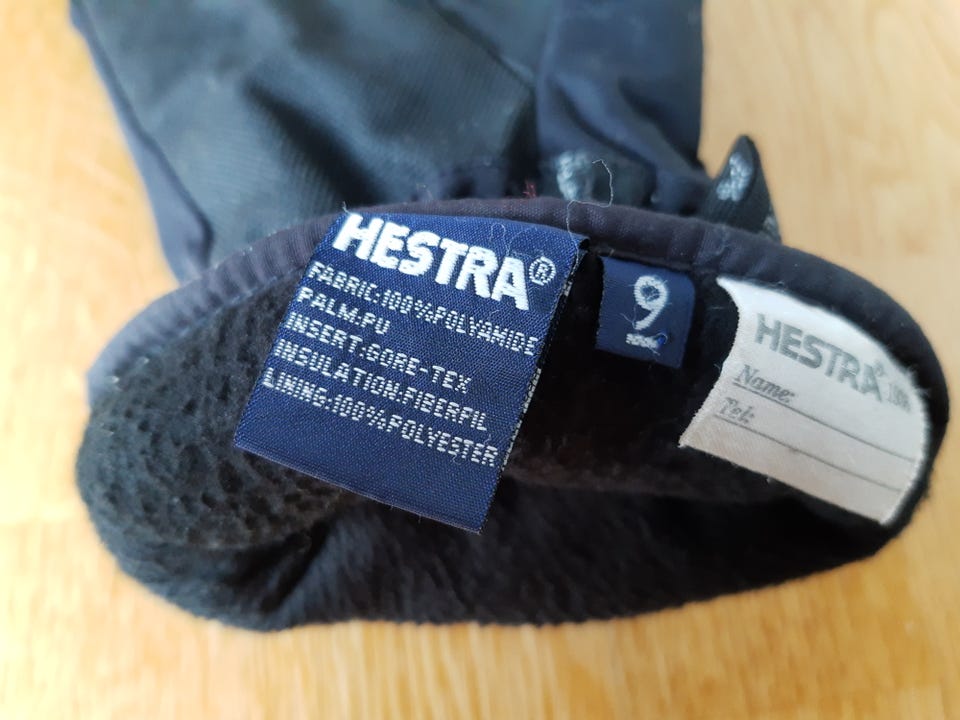 HESTRA®
FABRIC:100%POLYAMIDE
PALM:PU
INSERT:GORE-TEX
INSULATION:FIBERFIL
LINING:100%POLYESTER
9
HESTRA
Name:
Tel: